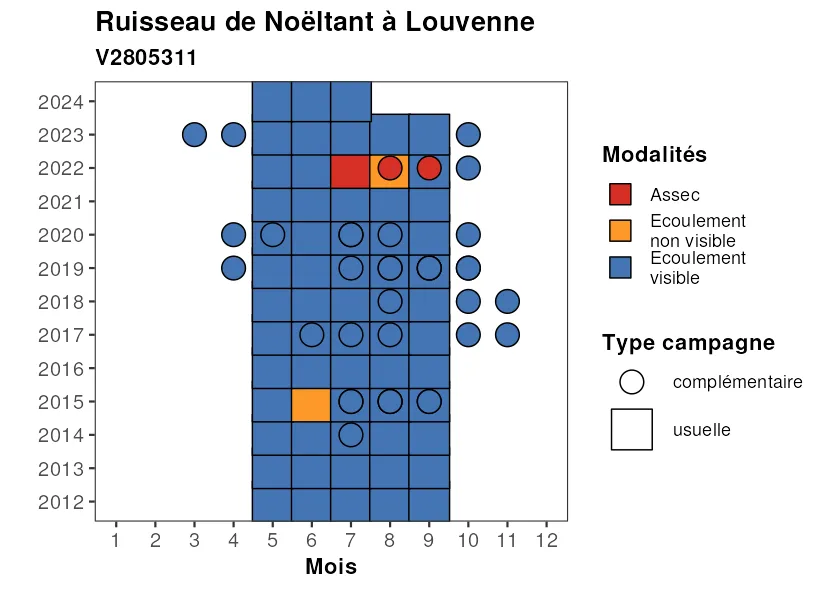 Ruisseau de Noëltant à Louvenne
V2805311
2024
2023
2022
2021
2020
2019
2018
2017
2016
2015
2014
2013
2012
1 2 3 4 5 6 7 8 9 10 11 12
Mois
Modalités
Assec
Ecoulement
non visible
Ecoulement
visible
Type campagne
complémentaire
usuelle